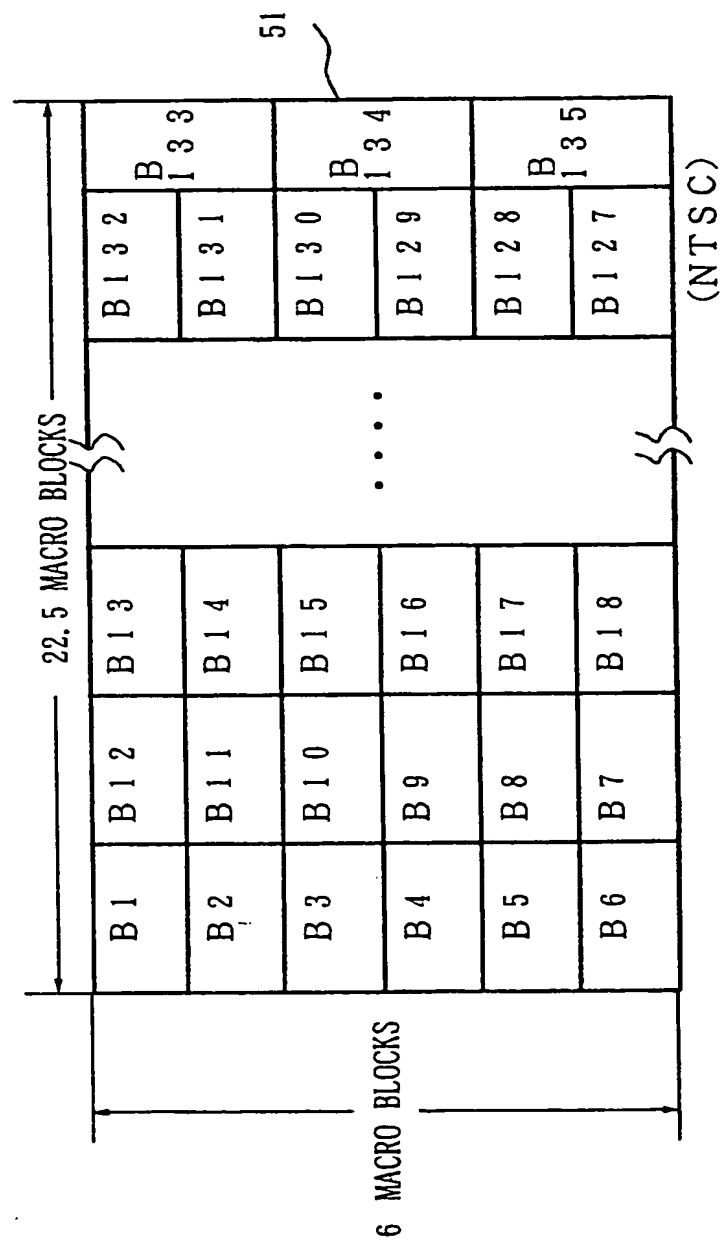 22.5 MACRO BLOCKS
51
6 MACRO BLOCKS
B1 B12 B13 B132 B133
B2 B11 B14 B131
B3 B10 B15 B130 B134
B4 B9 B16 B129
B5 B8 B17 B128 B135
B6 B7 B18 B127
(NTSC)